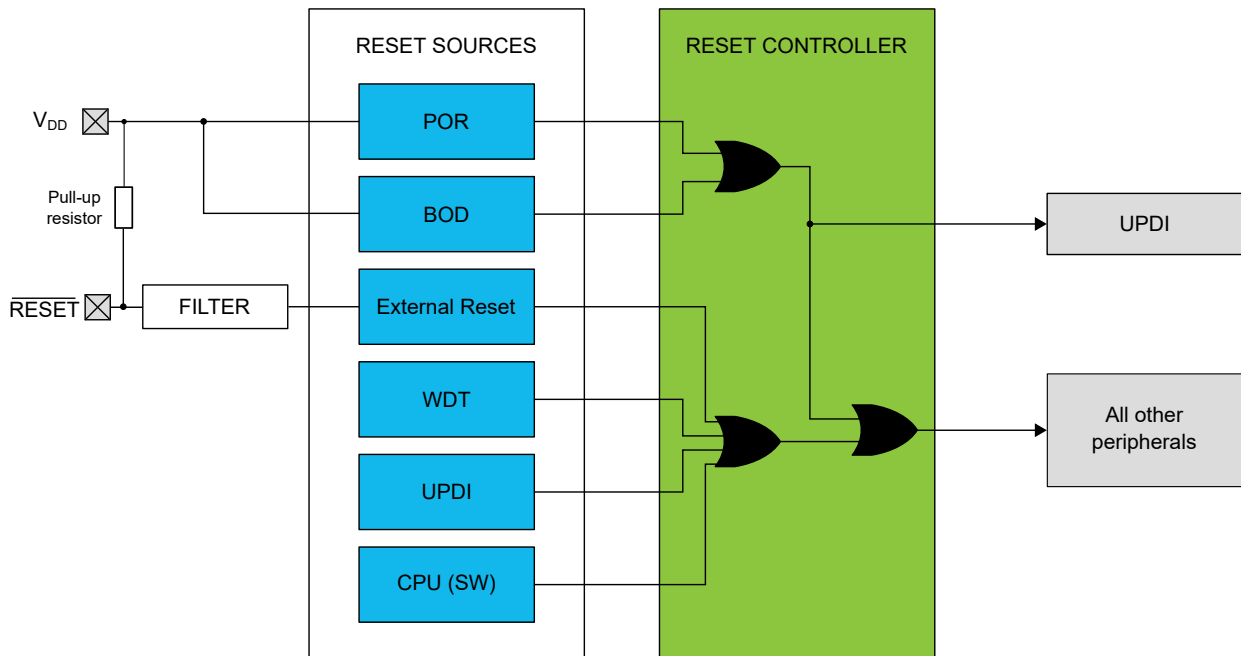 RESET SOURCES
RESET CONTROLLER
VDD
POR
Pull-up
resistor
BOD
UPDI
RESET
FILTER
External Reset
WDT
All other
peripherals
UPDI
CPU (SW)